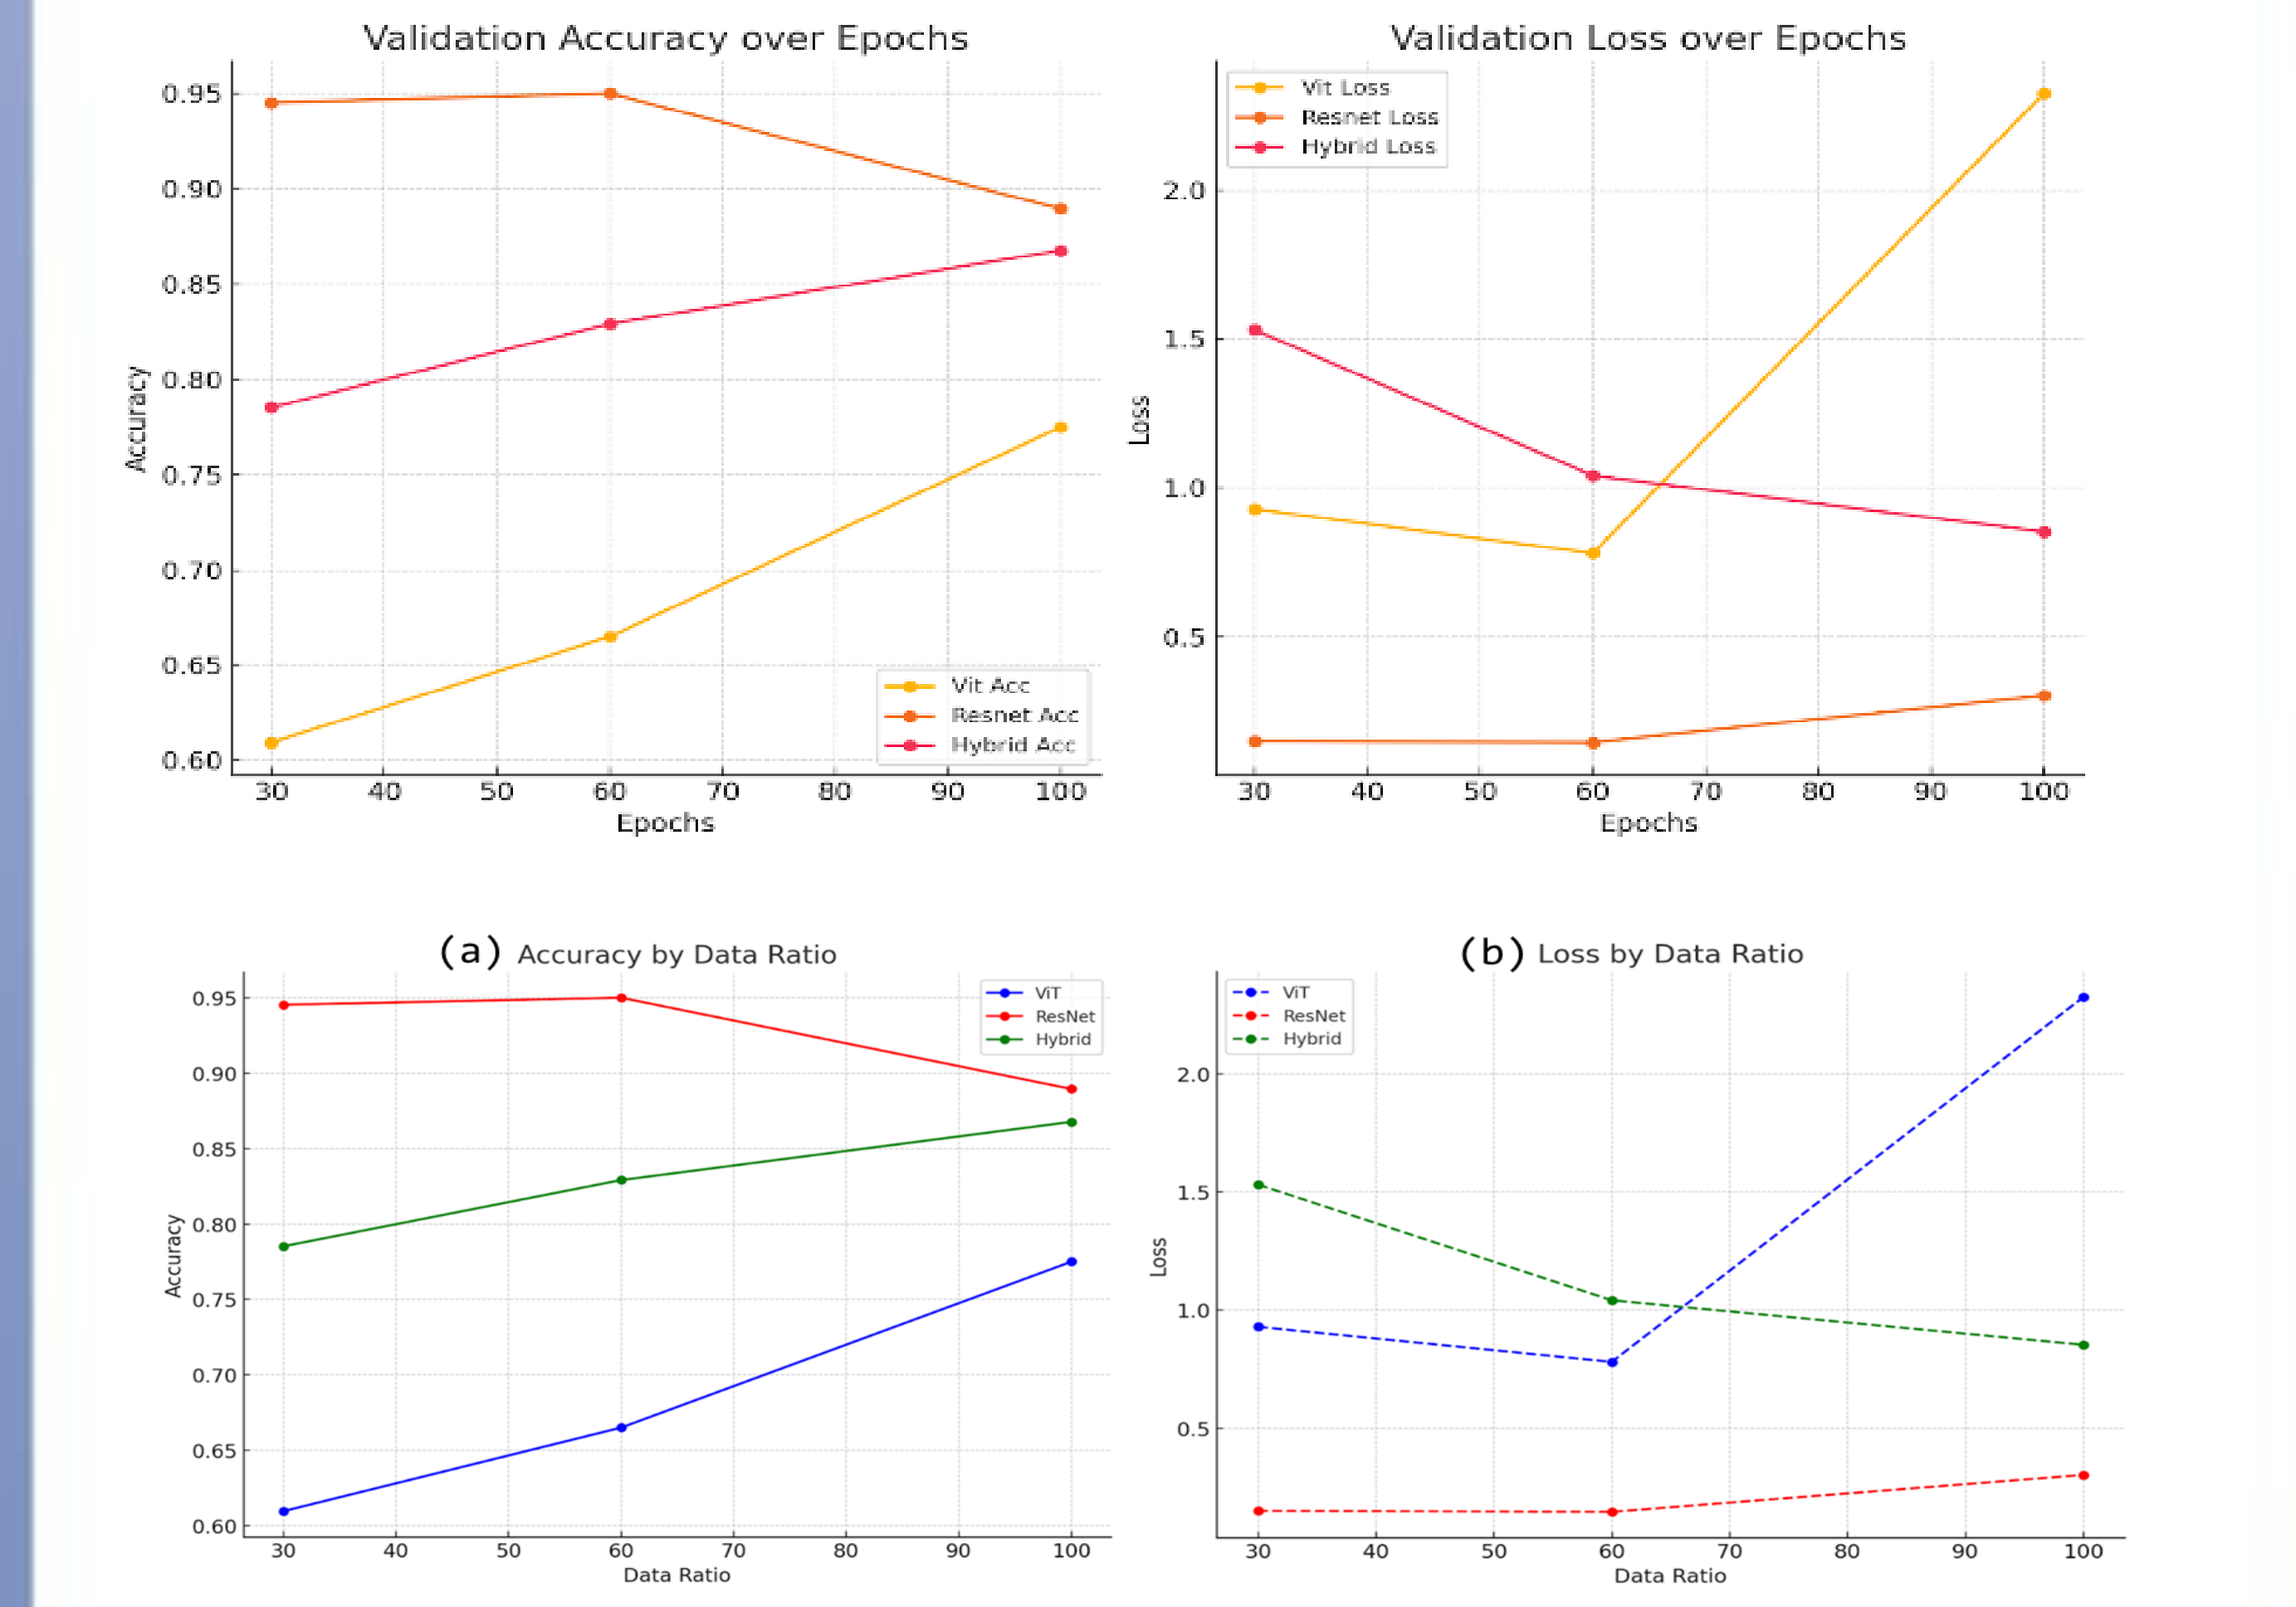 Validation Accuracy over Epochs
0.95
0.90
0.85
0.80
0.75
0.70
0.65
0.60
Accuracy
Vit Acc
Resnet Acc
Hybrid Acc
30 40 50 60 70 80 90 100
Epochs
Validation Loss over Epochs
Vit Loss
Resnet Loss
Hybrid Loss
2.0
1.5
1.0
0.5
Loss
30 40 50 60 70 80 90 100
Epochs
(a) Accuracy by Data Ratio
ViT
ResNet
Hybrid
0.95
0.90
0.85
0.80
0.75
0.70
0.65
0.60
Accuracy
30 40 50 60 70 80 90 100
Data Ratio
(b) Loss by Data Ratio
ViT
ResNet
Hybrid
2.0
1.5
1.0
0.5
Loss
30 40 50 60 70 80 90 100
Data Ratio